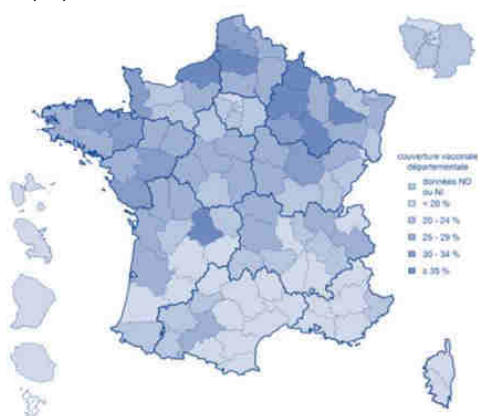 couverture vaccinale
départementale
données ND
ou NI
< 20 %
20 - 24 %
25 - 29 %
30 - 34 %
≥ 35 %